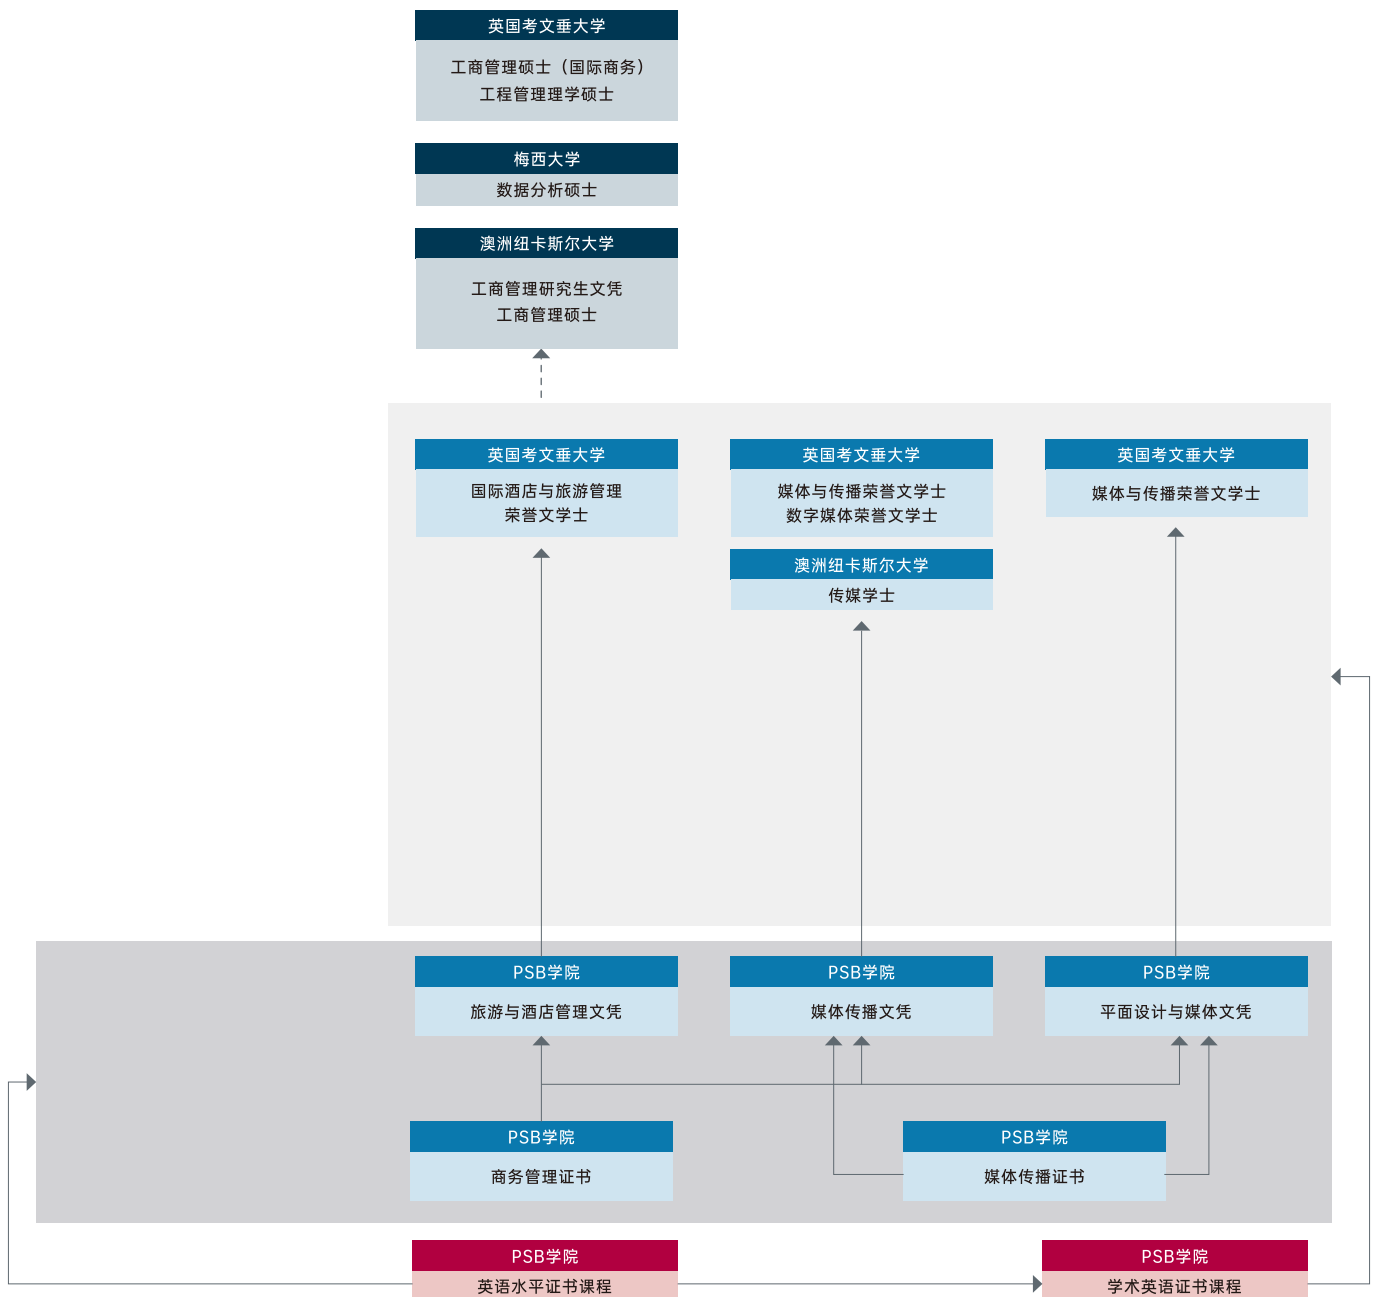 英国考文垂大学
工商管理硕士（国际商务）
工程管理理学硕士
梅西大学
数据分析硕士
澳洲纽卡斯尔大学
工商管理研究生文凭
工商管理硕士
英国考文垂大学
国际酒店与旅游管理
荣誉文学士
英国考文垂大学
媒体与传播荣誉文学士
数字媒体荣誉文学士
澳洲纽卡斯尔大学
传媒学士
英国考文垂大学
媒体与传播荣誉文学士
PSB学院
旅游与酒店管理文凭
PSB学院
媒体传播文凭
PSB学院
平面设计与媒体文凭
PSB学院
商务管理证书
PSB学院
媒体传播证书
PSB学院
英语水平证书课程
PSB学院
学术英语证书课程